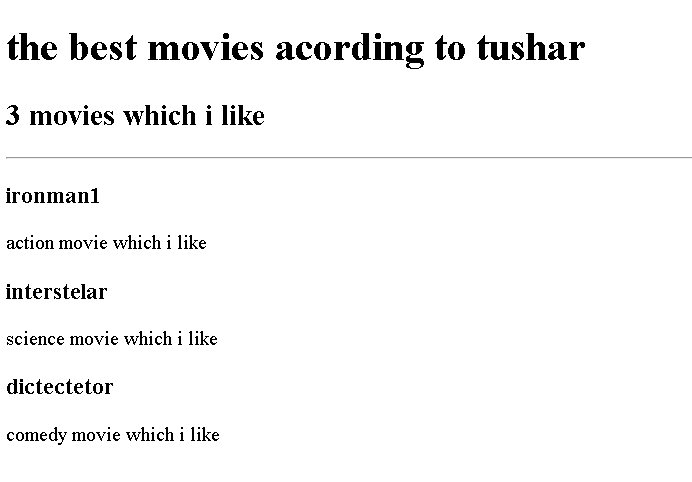 the best movies acording to tushar
3 movies which i like
ironman1
action movie which i like
interstelar
science movie which i like
dictectetor
comedy movie which i like